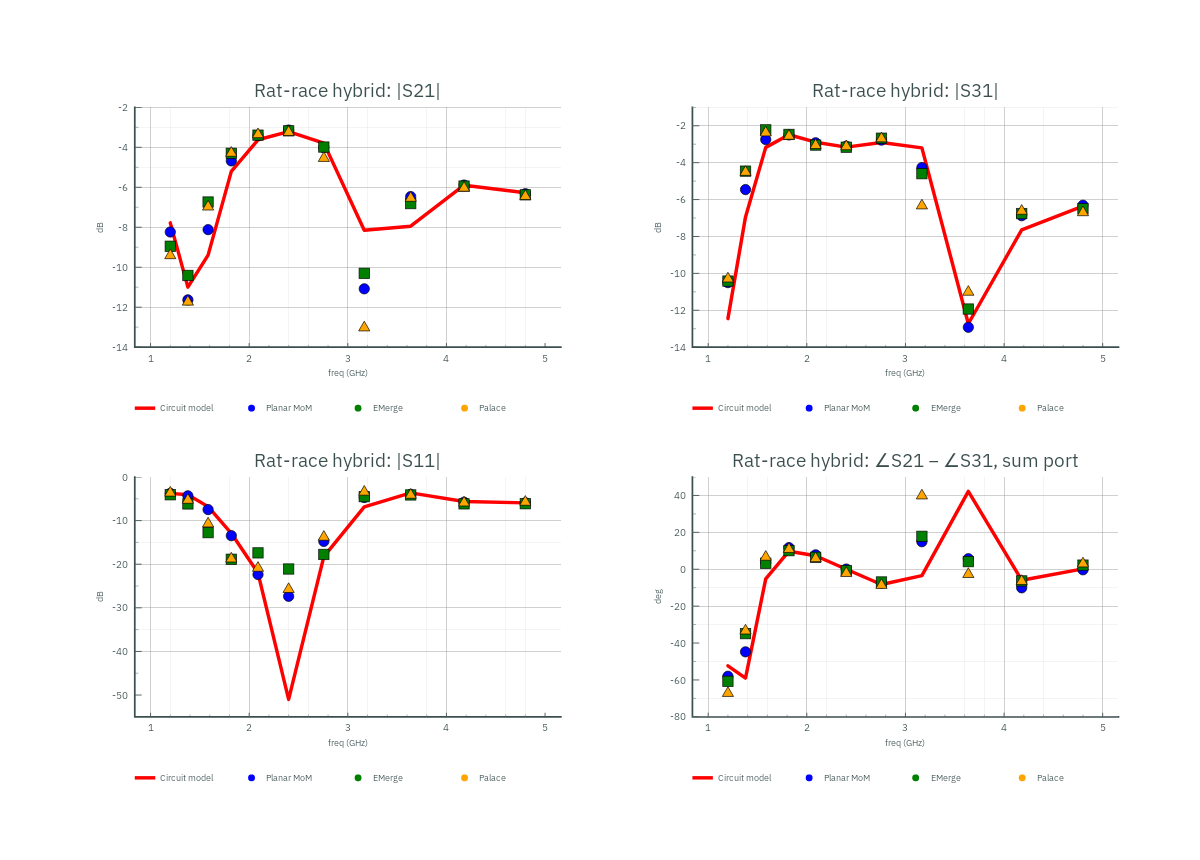 Rat-race hybrid: |S21|
-2
-4
-6
-8
-10
-12
-14
dB
1 2 3 4 5
freq (GHz)
Circuit model Planar MoM EMerge Palace
Rat-race hybrid: |S31|
-2
-4
-6
-8
-10
-12
-14
dB
1 2 3 4 5
freq (GHz)
Circuit model Planar MoM EMerge Palace
Rat-race hybrid: |S11|
0
-10
-20
-30
-40
-50
dB
1 2 3 4 5
freq (GHz)
Circuit model Planar MoM EMerge Palace
Rat-race hybrid: ∠S21 – ∠S31, sum port
40
20
0
-20
-40
-60
-80
deg
1 2 3 4 5
freq (GHz)
Circuit model Planar MoM EMerge Palace